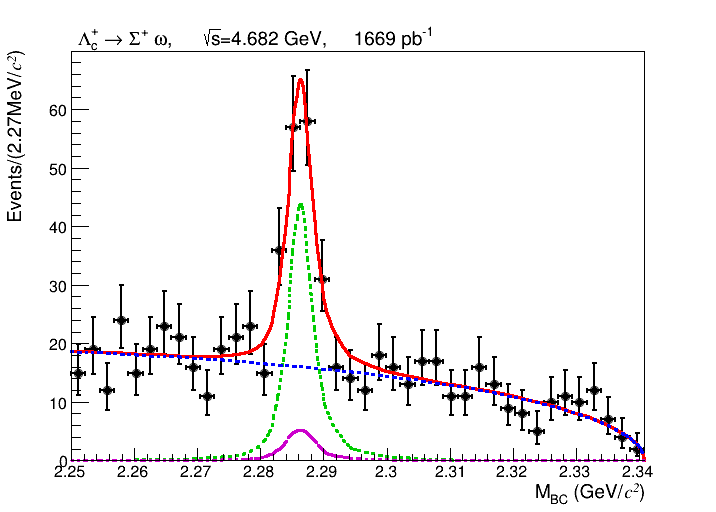 Λc+ → Σ+ ω, √s=4.682 GeV, 1669 pb-1
Events/(2.27MeV/c2)
60
50
40
30
20
10
0
2.25 2.26 2.27 2.28 2.29 2.3 2.31 2.32 2.33 2.34
MBC (GeV/c2)